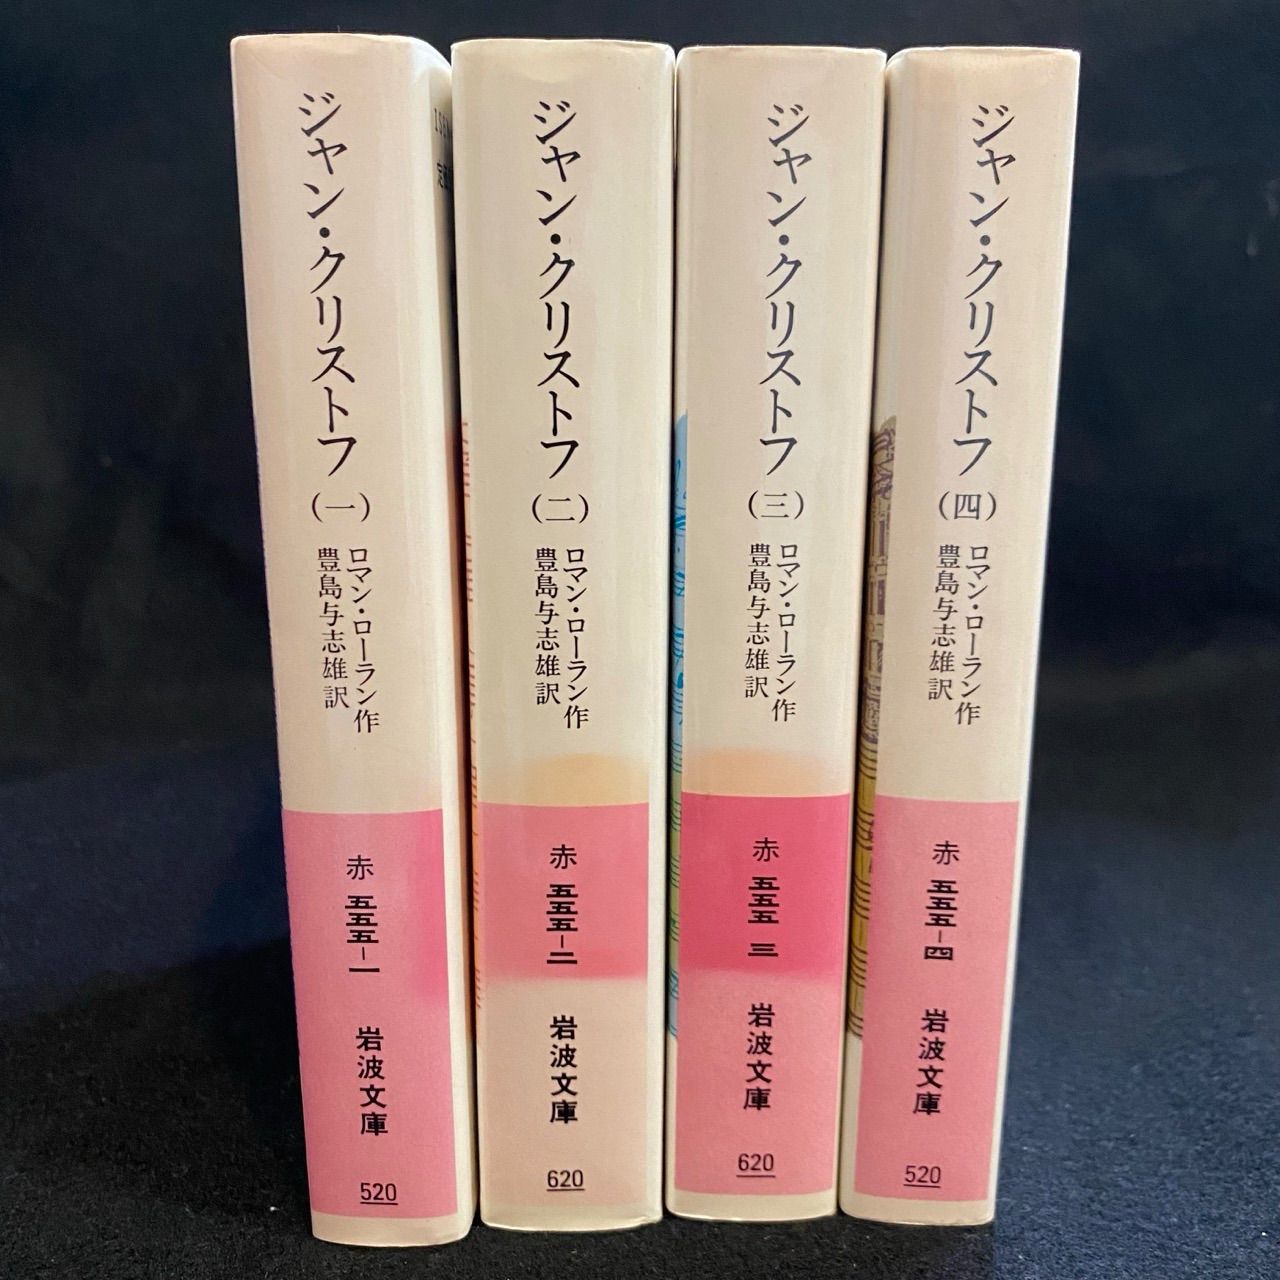 ジャン・クリストフ(一)
ロマン・ローラン作
豊島与志雄訳
赤 五五五-一
岩波文庫
520
ジャン・クリストフ(二)
ロマン・ローラン作
豊島与志雄訳
赤 五五五-二
岩波文庫
620
ジャン・クリストフ(三)
ロマン・ローラン作
豊島与志雄訳
赤 五五五 三
岩波文庫
620
ジャン・クリストフ(四)
ロマン・ローラン作
豊島与志雄訳
赤 五五五-四
岩波文庫
520